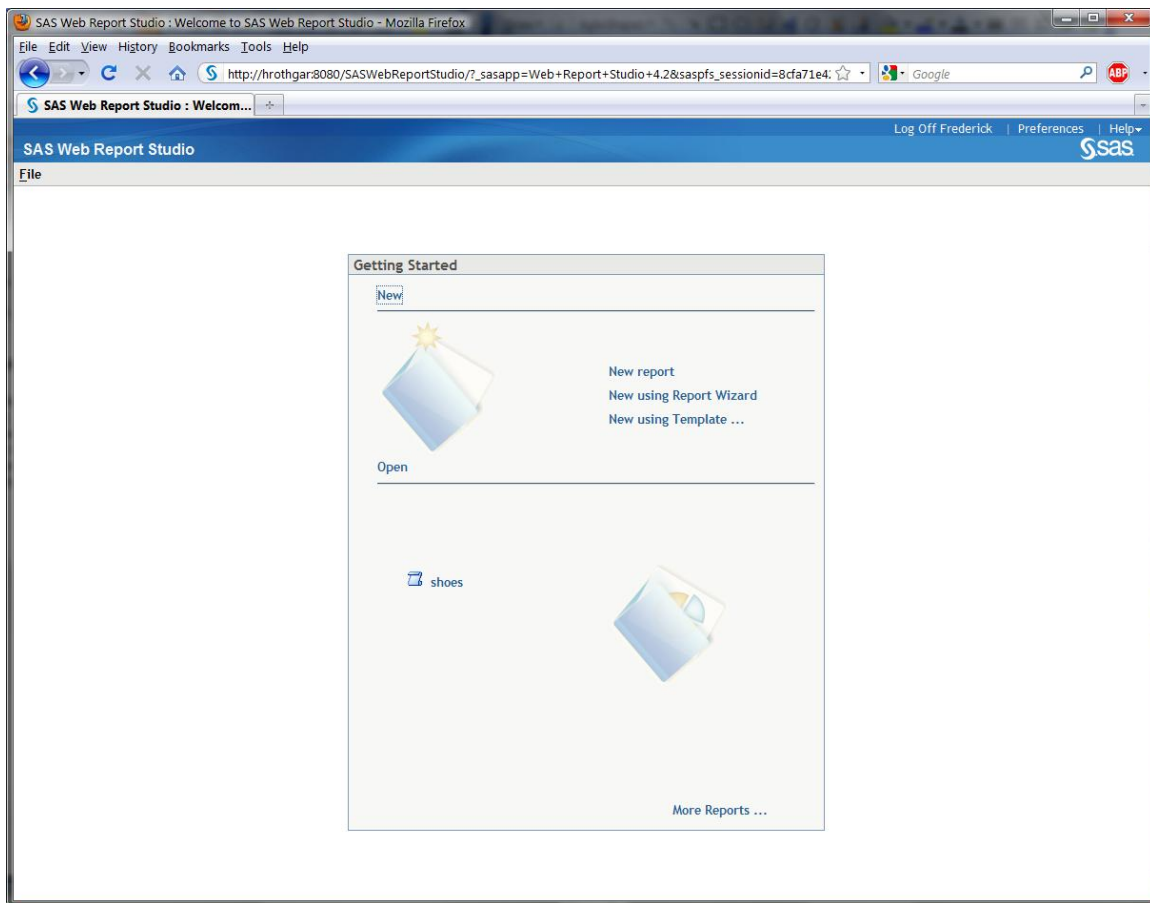 SAS Web Report Studio : Welcome to SAS Web Report Studio - Mozilla Firefox
File Edit View History Bookmarks Tools Help
http://hrothgar:8080/SASWebReportStudio/?_sasapp=Web+Report+Studio+4.2&saspfs_sessionid=8cfa71e4: Google ABP
SAS Web Report Studio : Welcom...
Log Off Frederick | Preferences | Help
SAS Web Report Studio sas
File
Getting Started
New
New report
New using Report Wizard
New using Template ...
Open
shoes
More Reports ...